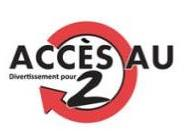 ACCÈS AU
Divertissement pour
2